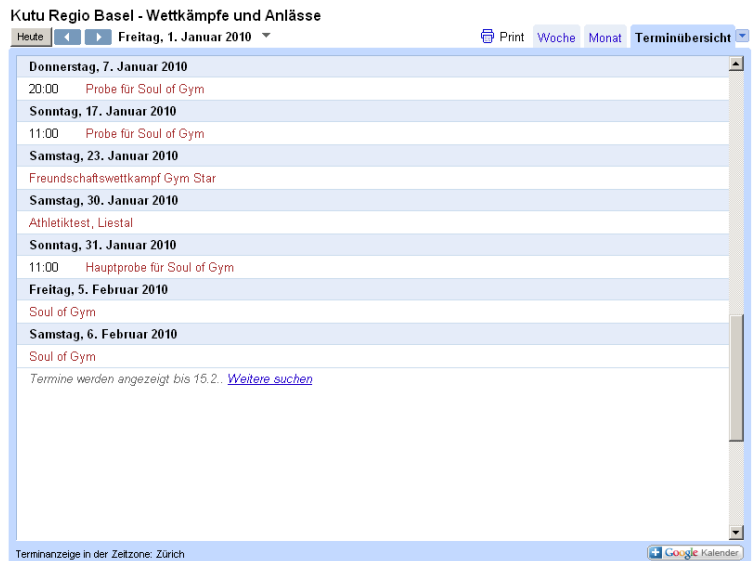 Kutu Regio Basel - Wettkämpfe und Anlässe
Heute Freitag, 1. Januar 2010 Print Woche Monat Terminübersicht
Donnerstag, 7. Januar 2010
20:00 Probe für Soul of Gym
Sonntag, 17. Januar 2010
11:00 Probe für Soul of Gym
Samstag, 23. Januar 2010
Freundschaftswettkampf Gym Star
Samstag, 30. Januar 2010
Athletiktest, Liestal
Sonntag, 31. Januar 2010
11:00 Hauptprobe für Soul of Gym
Freitag, 5. Februar 2010
Soul of Gym
Samstag, 6. Februar 2010
Soul of Gym
Termine werden angezeigt bis 15.2.. Weitere suchen
Terminanzeige in der Zeitzone: Zürich Google Kalender